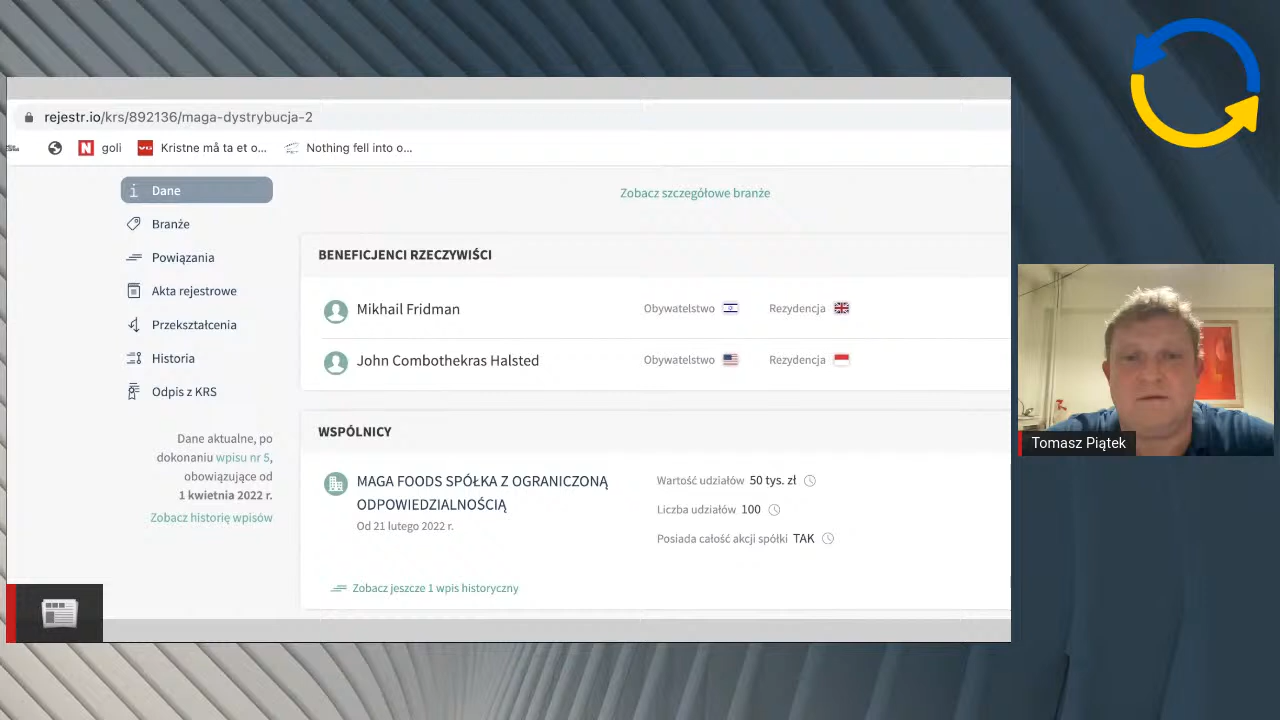 rejestr.io/krs/892136/maga-dystrybucja-2
goli
Kristne må ta et o...
Nothing fell into o...
Dane
Branże
Powiązania
Akta rejestrowe
Przekształcenia
Historia
Odpis z KRS
Dane aktualne, po
dokonaniu wpisu nr 5,
obowiązujące od
1 kwietnia 2022 r.
Zobacz historię wpisów
Zobacz szczegółowe branże
BENEFICJENCI RZECZYWIŚCI
Mikhail Fridman Obywatelstwo Rezydencja
John Combothekras Halsted Obywatelstwo Rezydencja
WSPÓLNICY
MAGA FOODS SPÓŁKA Z OGRANICZONĄ
ODPOWIEDZIALNOŚCIĄ
Od 21 lutego 2022 r.
Wartość udziałów 50 tys. zł
Liczba udziałów 100
Posiada całość akcji spółki TAK
Zobacz jeszcze 1 wpis historyczny
Tomasz Piątek